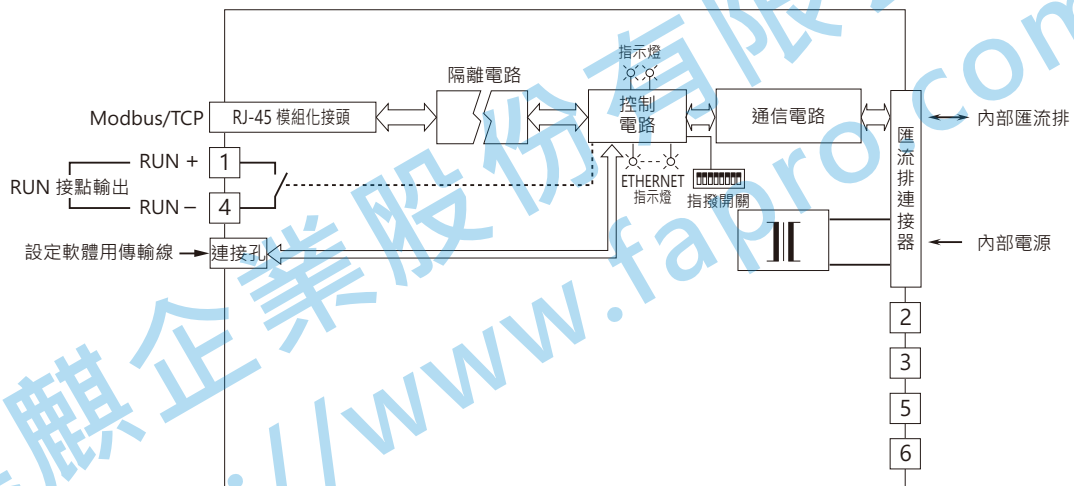 指示燈
隔離電路
Modbus/TCP
RJ-45 模組化接頭
控制
電路
通信電路
匯流排連接器
內部匯流排
RUN +
1
RUN 接點輸出
RUN –
4
ETHERNET
指示燈
指撥開關
設定軟體用傳輸線
連接孔
內部電源
2
3
5
6
麒企業股份有限
://www.fapro.com